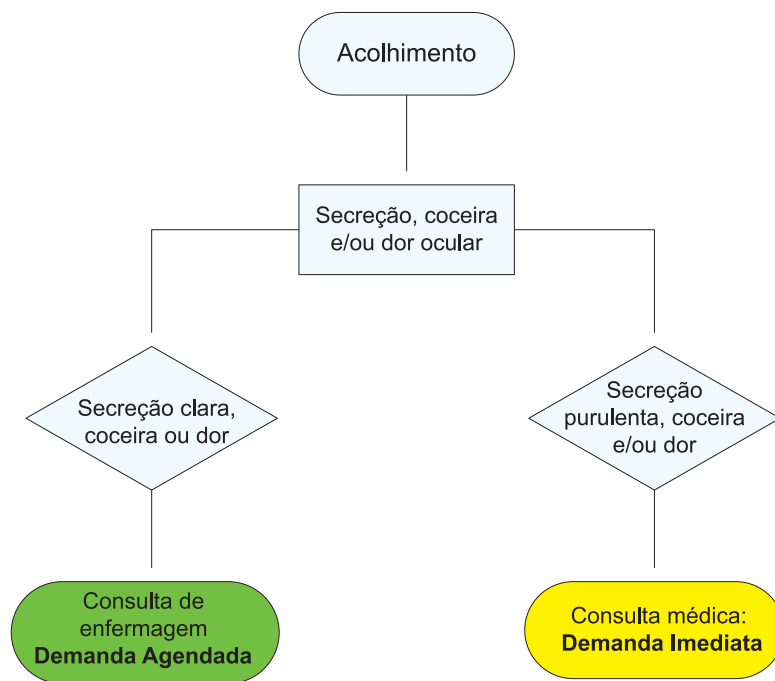 Acolhimento
Secreção, coceira
e/ou dor ocular
Secreção clara,
coceira ou dor
Secreção
purulenta, coceira
e/ou dor
Consulta de
enfermagem
Demanda Agendada
Consulta médica:
Demanda Imediata